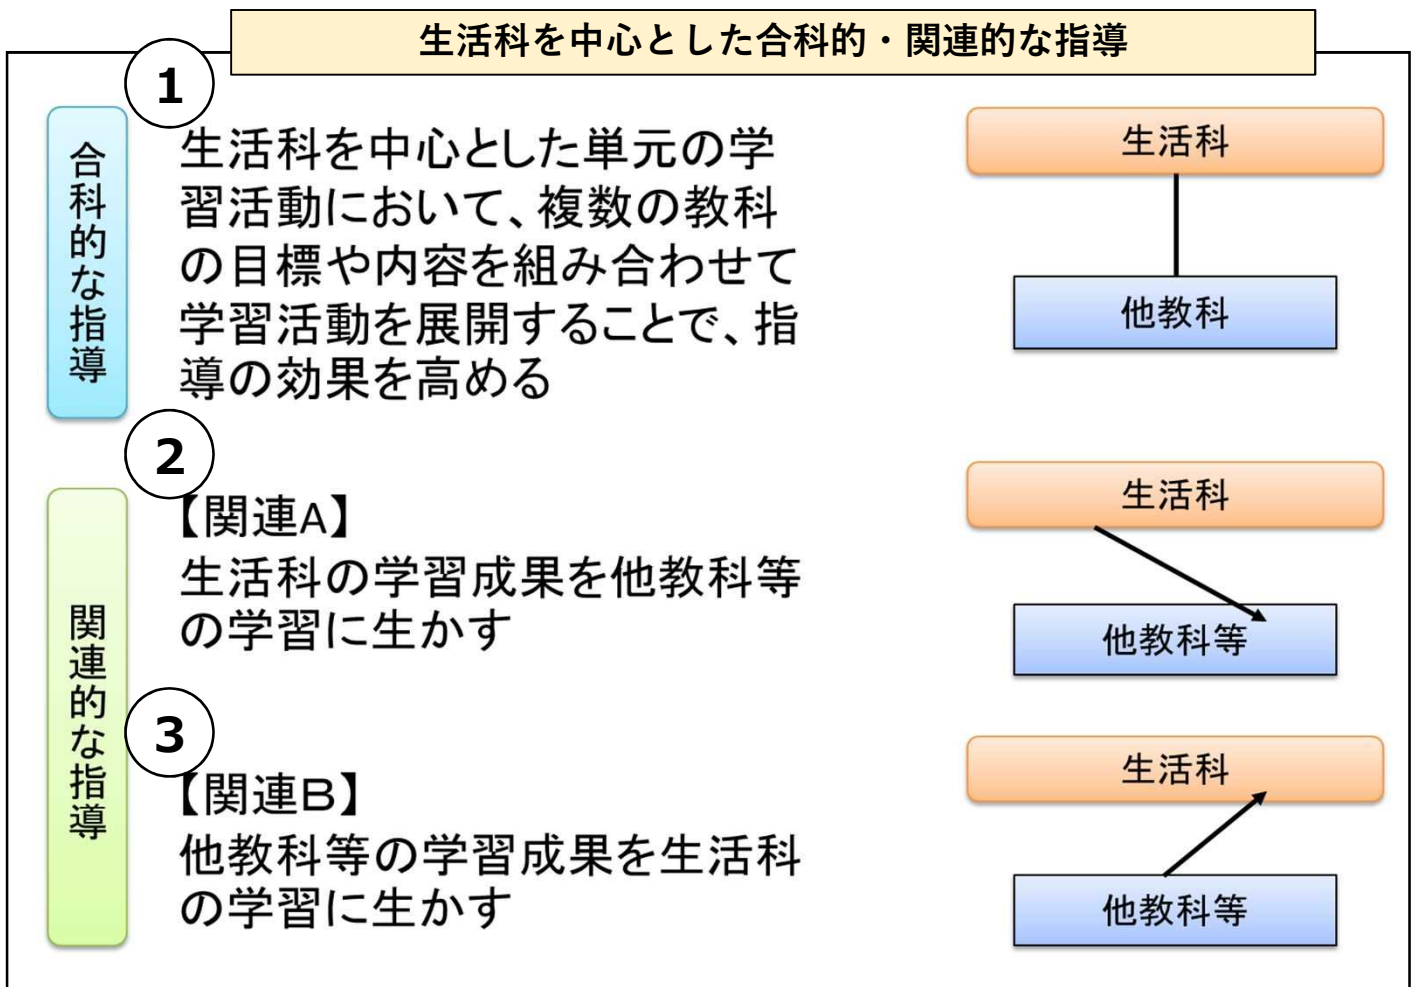 生活科を中心とした合科的・関連的な指導
1
合科的な指導
生活科を中心とした単元の学
習活動において、複数の教科
の目標や内容を組み合わせて
学習活動を展開することで、指
導の効果を高める
生活科
他教科
2
関連的な指導
【関連A】
生活科の学習成果を他教科等
の学習に生かす
生活科
他教科等
3
【関連B】
他教科等の学習成果を生活科
の学習に生かす
生活科
他教科等